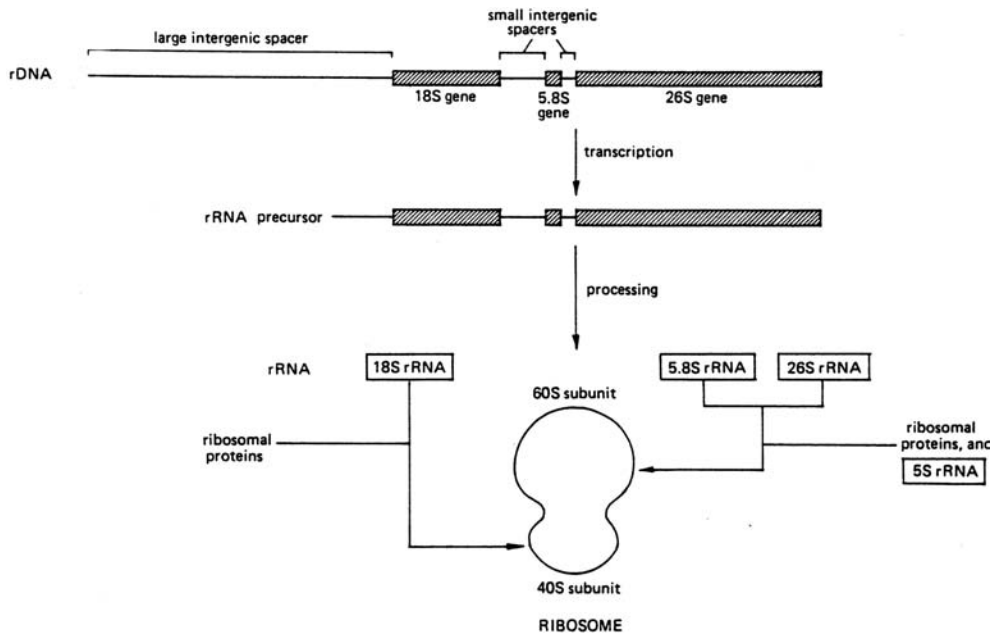 small intergenic
spacers
large intergenic spacer
rDNA
18S gene
5.8S
gene
26S gene
transcription
rRNA precursor
processing
rRNA
18S rRNA
5.8S rRNA
26S rRNA
60S subunit
ribosomal
proteins
ribosomal
proteins, and
5S rRNA
40S subunit
RIBOSOME